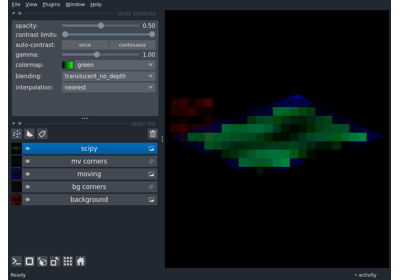 File View Plugins Window Help
layer controls
opacity: 0.50
contrast limits:
auto-contrast: once continuous
gamma: 1.00
colormap: green
blending: translucent_no_depth
interpolation: nearest
layer list
scipy
mv corners
moving
bg corners
background
Ready
activity